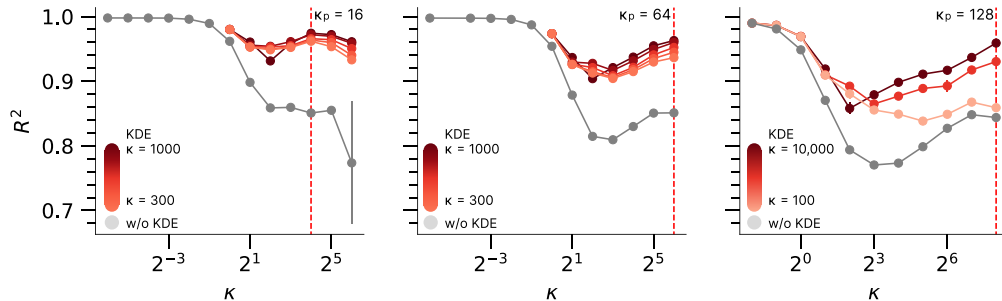 κp = 16
κp = 64
κp = 128
1.0
0.9
0.8
0.7
R²
KDE
κ = 1000
κ = 300
w/o KDE
KDE
κ = 1000
κ = 300
w/o KDE
KDE
κ = 10,000
κ = 100
w/o KDE
2⁻³ 2¹ 2⁵
2⁻³ 2¹ 2⁵
2⁰ 2³ 2⁶
κ
κ
κ